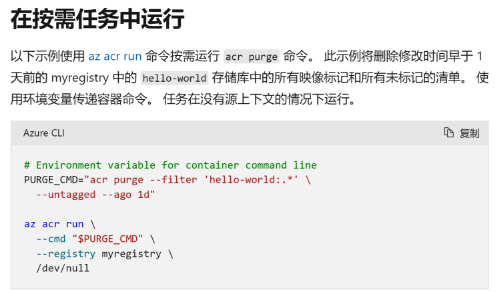 在按需任务中运行
以下示例使用 az acr run 命令按需运行 acr purge 命令。 此示例将删除修改时间早于 1
天前的 myregistry 中的 hello-world 存储库中的所有映像标记和所有未标记的清单。 使
用环境变量传递容器命令。 任务在没有源上下文的情况下运行。
Azure CLI 复制
# Environment variable for container command line
PURGE_CMD="acr purge --filter 'hello-world:.*' \
--untagged --ago 1d"
az acr run \
--cmd "$PURGE_CMD" \
--registry myregistry \
/dev/null